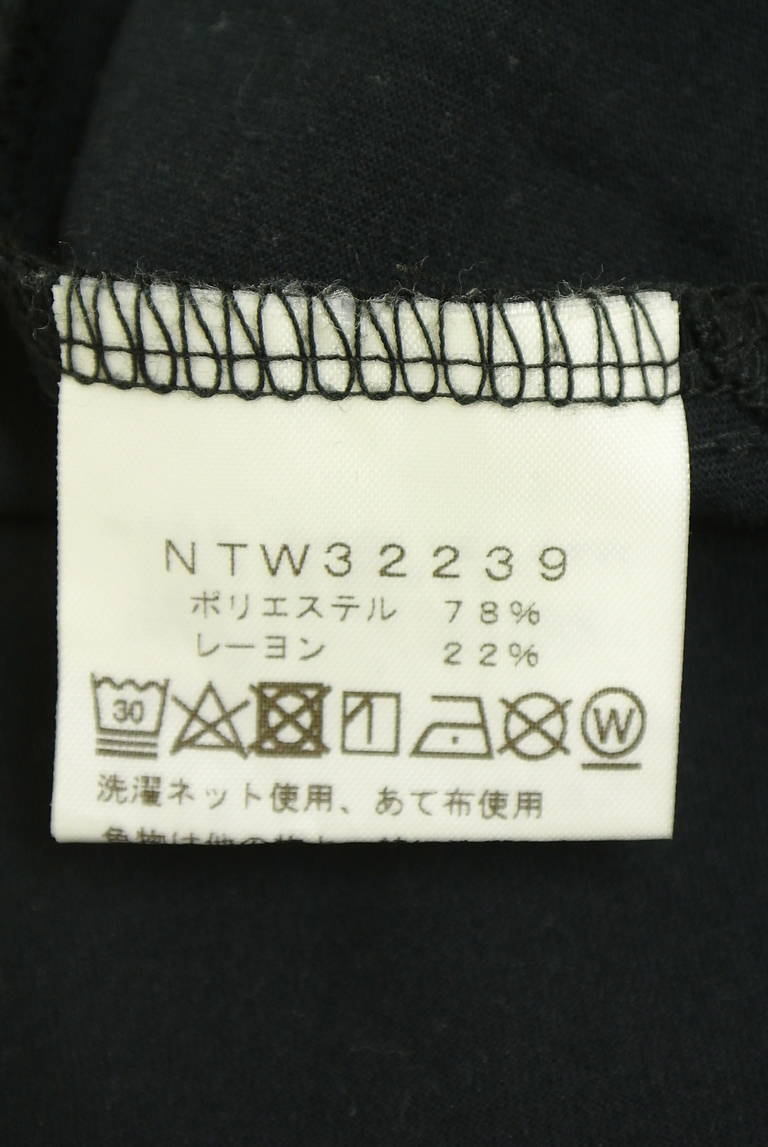 NTW32239
ポリエステル 78%
レーヨン 22%
30 W
洗濯ネット使用、あて布使用